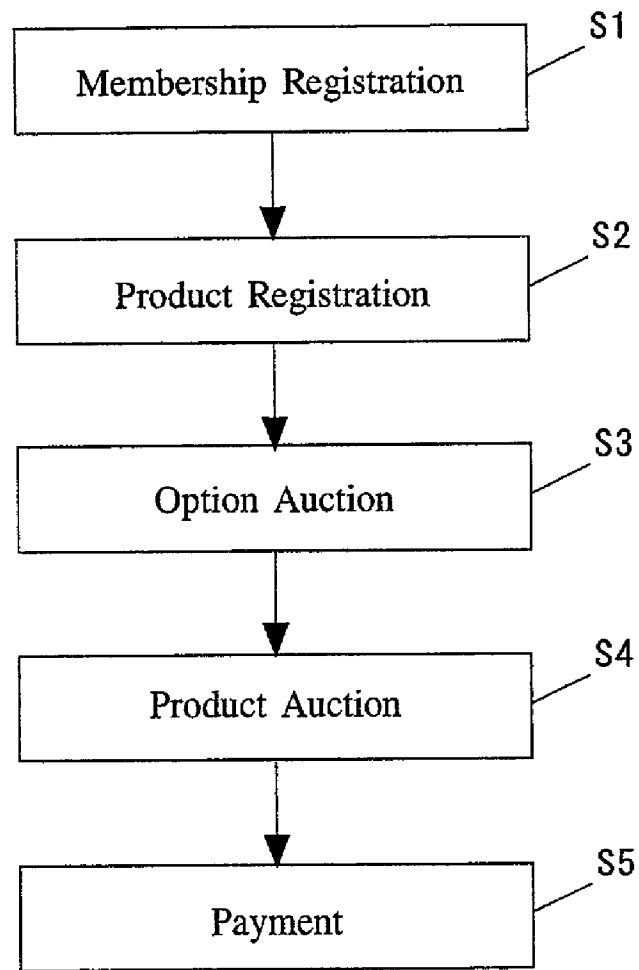 S1
Membership Registration
S2
Product Registration
S3
Option Auction
S4
Product Auction
S5
Payment